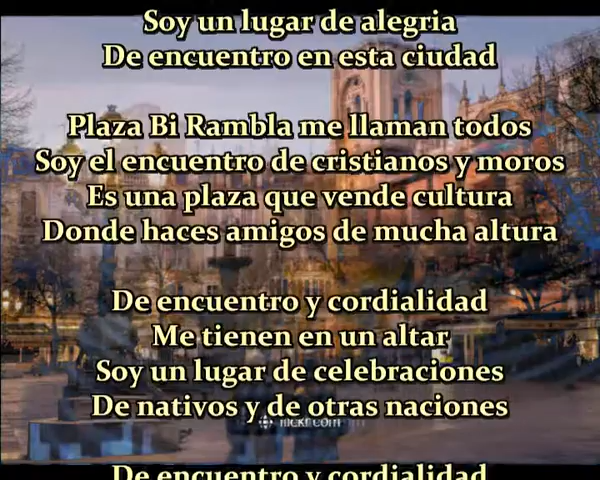 Soy un lugar de alegria
De encuentro en esta ciudad
Plaza Bi Rambla me llaman todos
Soy el encuentro de cristianos y moros
Es una plaza que vende cultura
Donde haces amigos de mucha altura
De encuentro y cordialidad
Me tienen en un altar
Soy un lugar de celebraciones
De nativos y de otras naciones
De encuentro y cordialidad